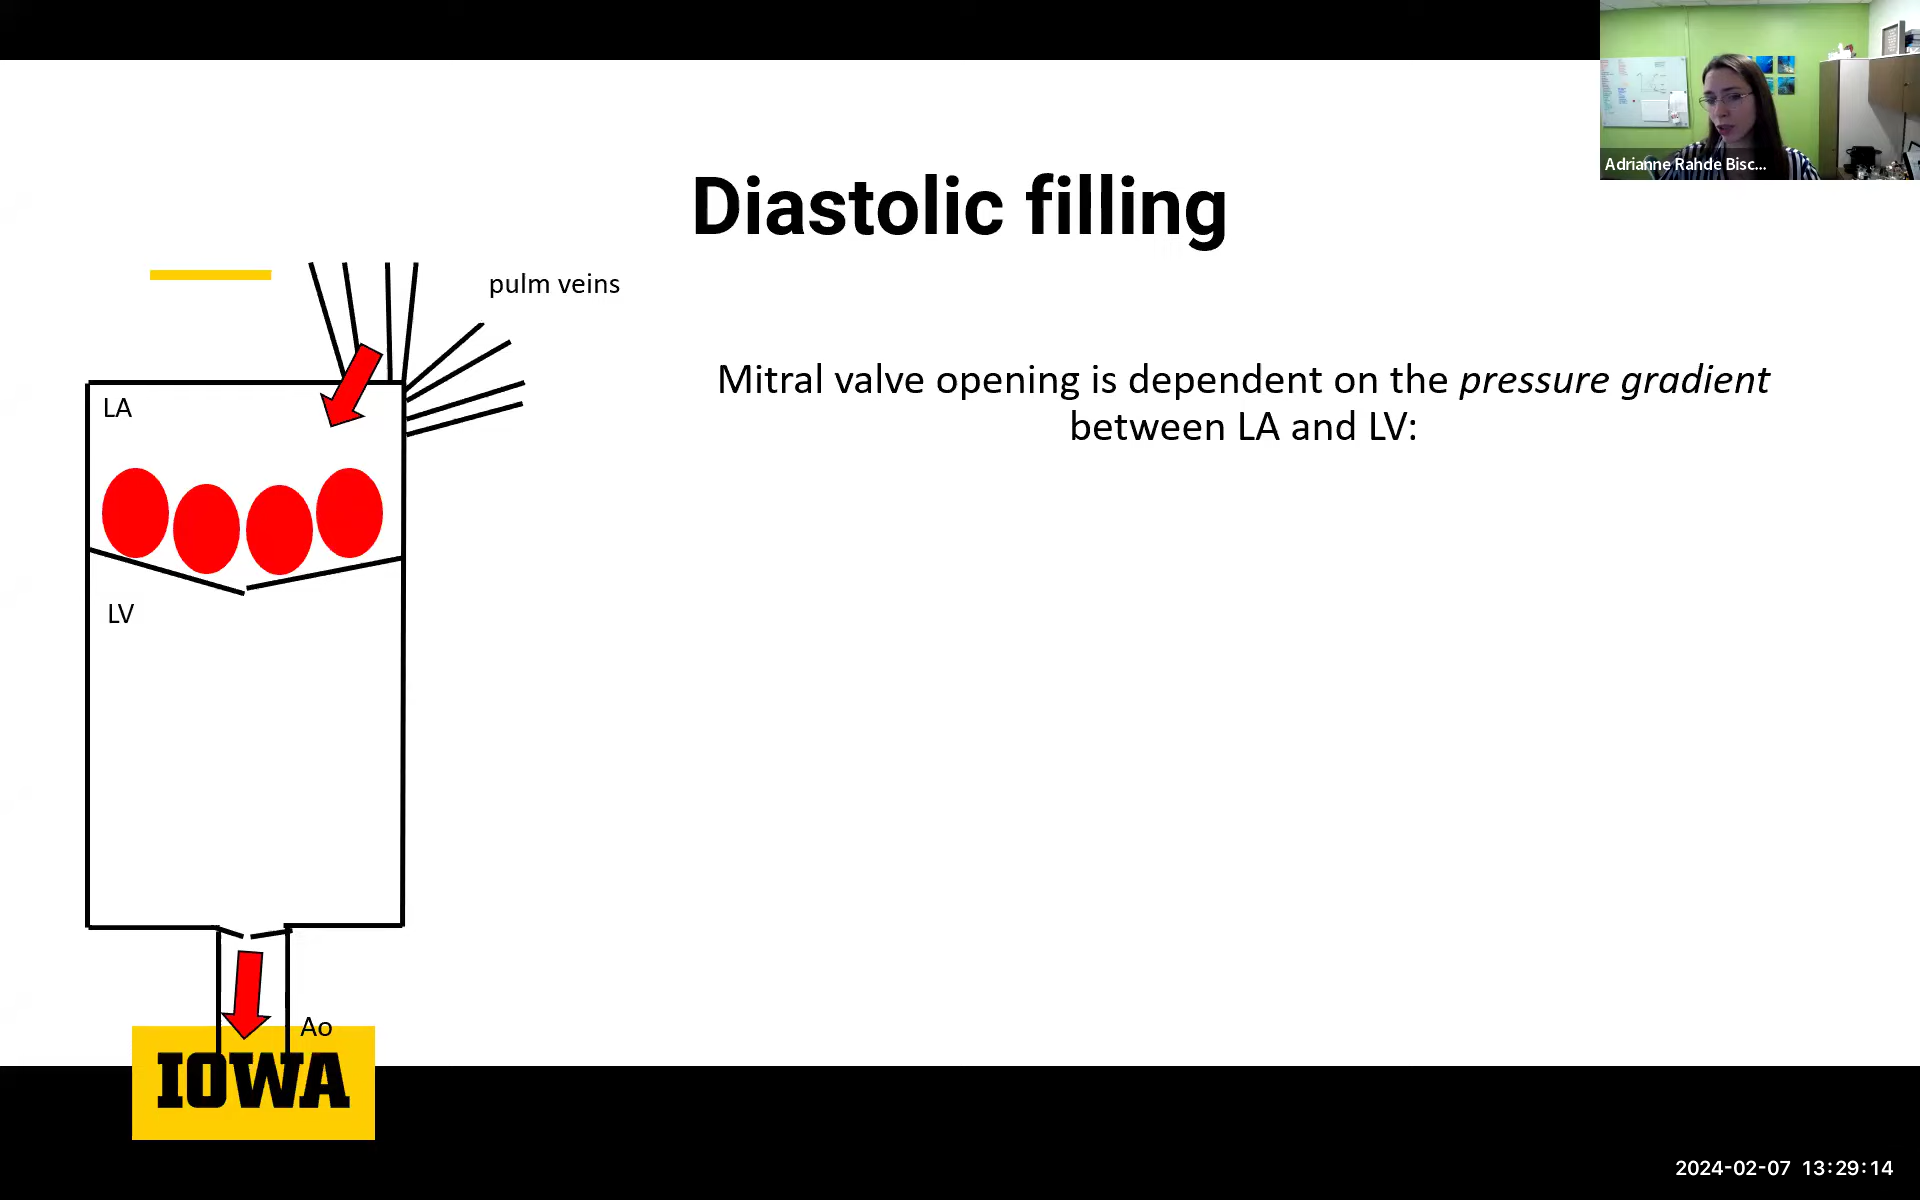 Adrianne Rahde Bisc...
Diastolic filling
pulm veins
Mitral valve opening is dependent on the pressure gradient
between LA and LV:
LA
LV
Ao
IOWA
2024-02-07 13:29:14